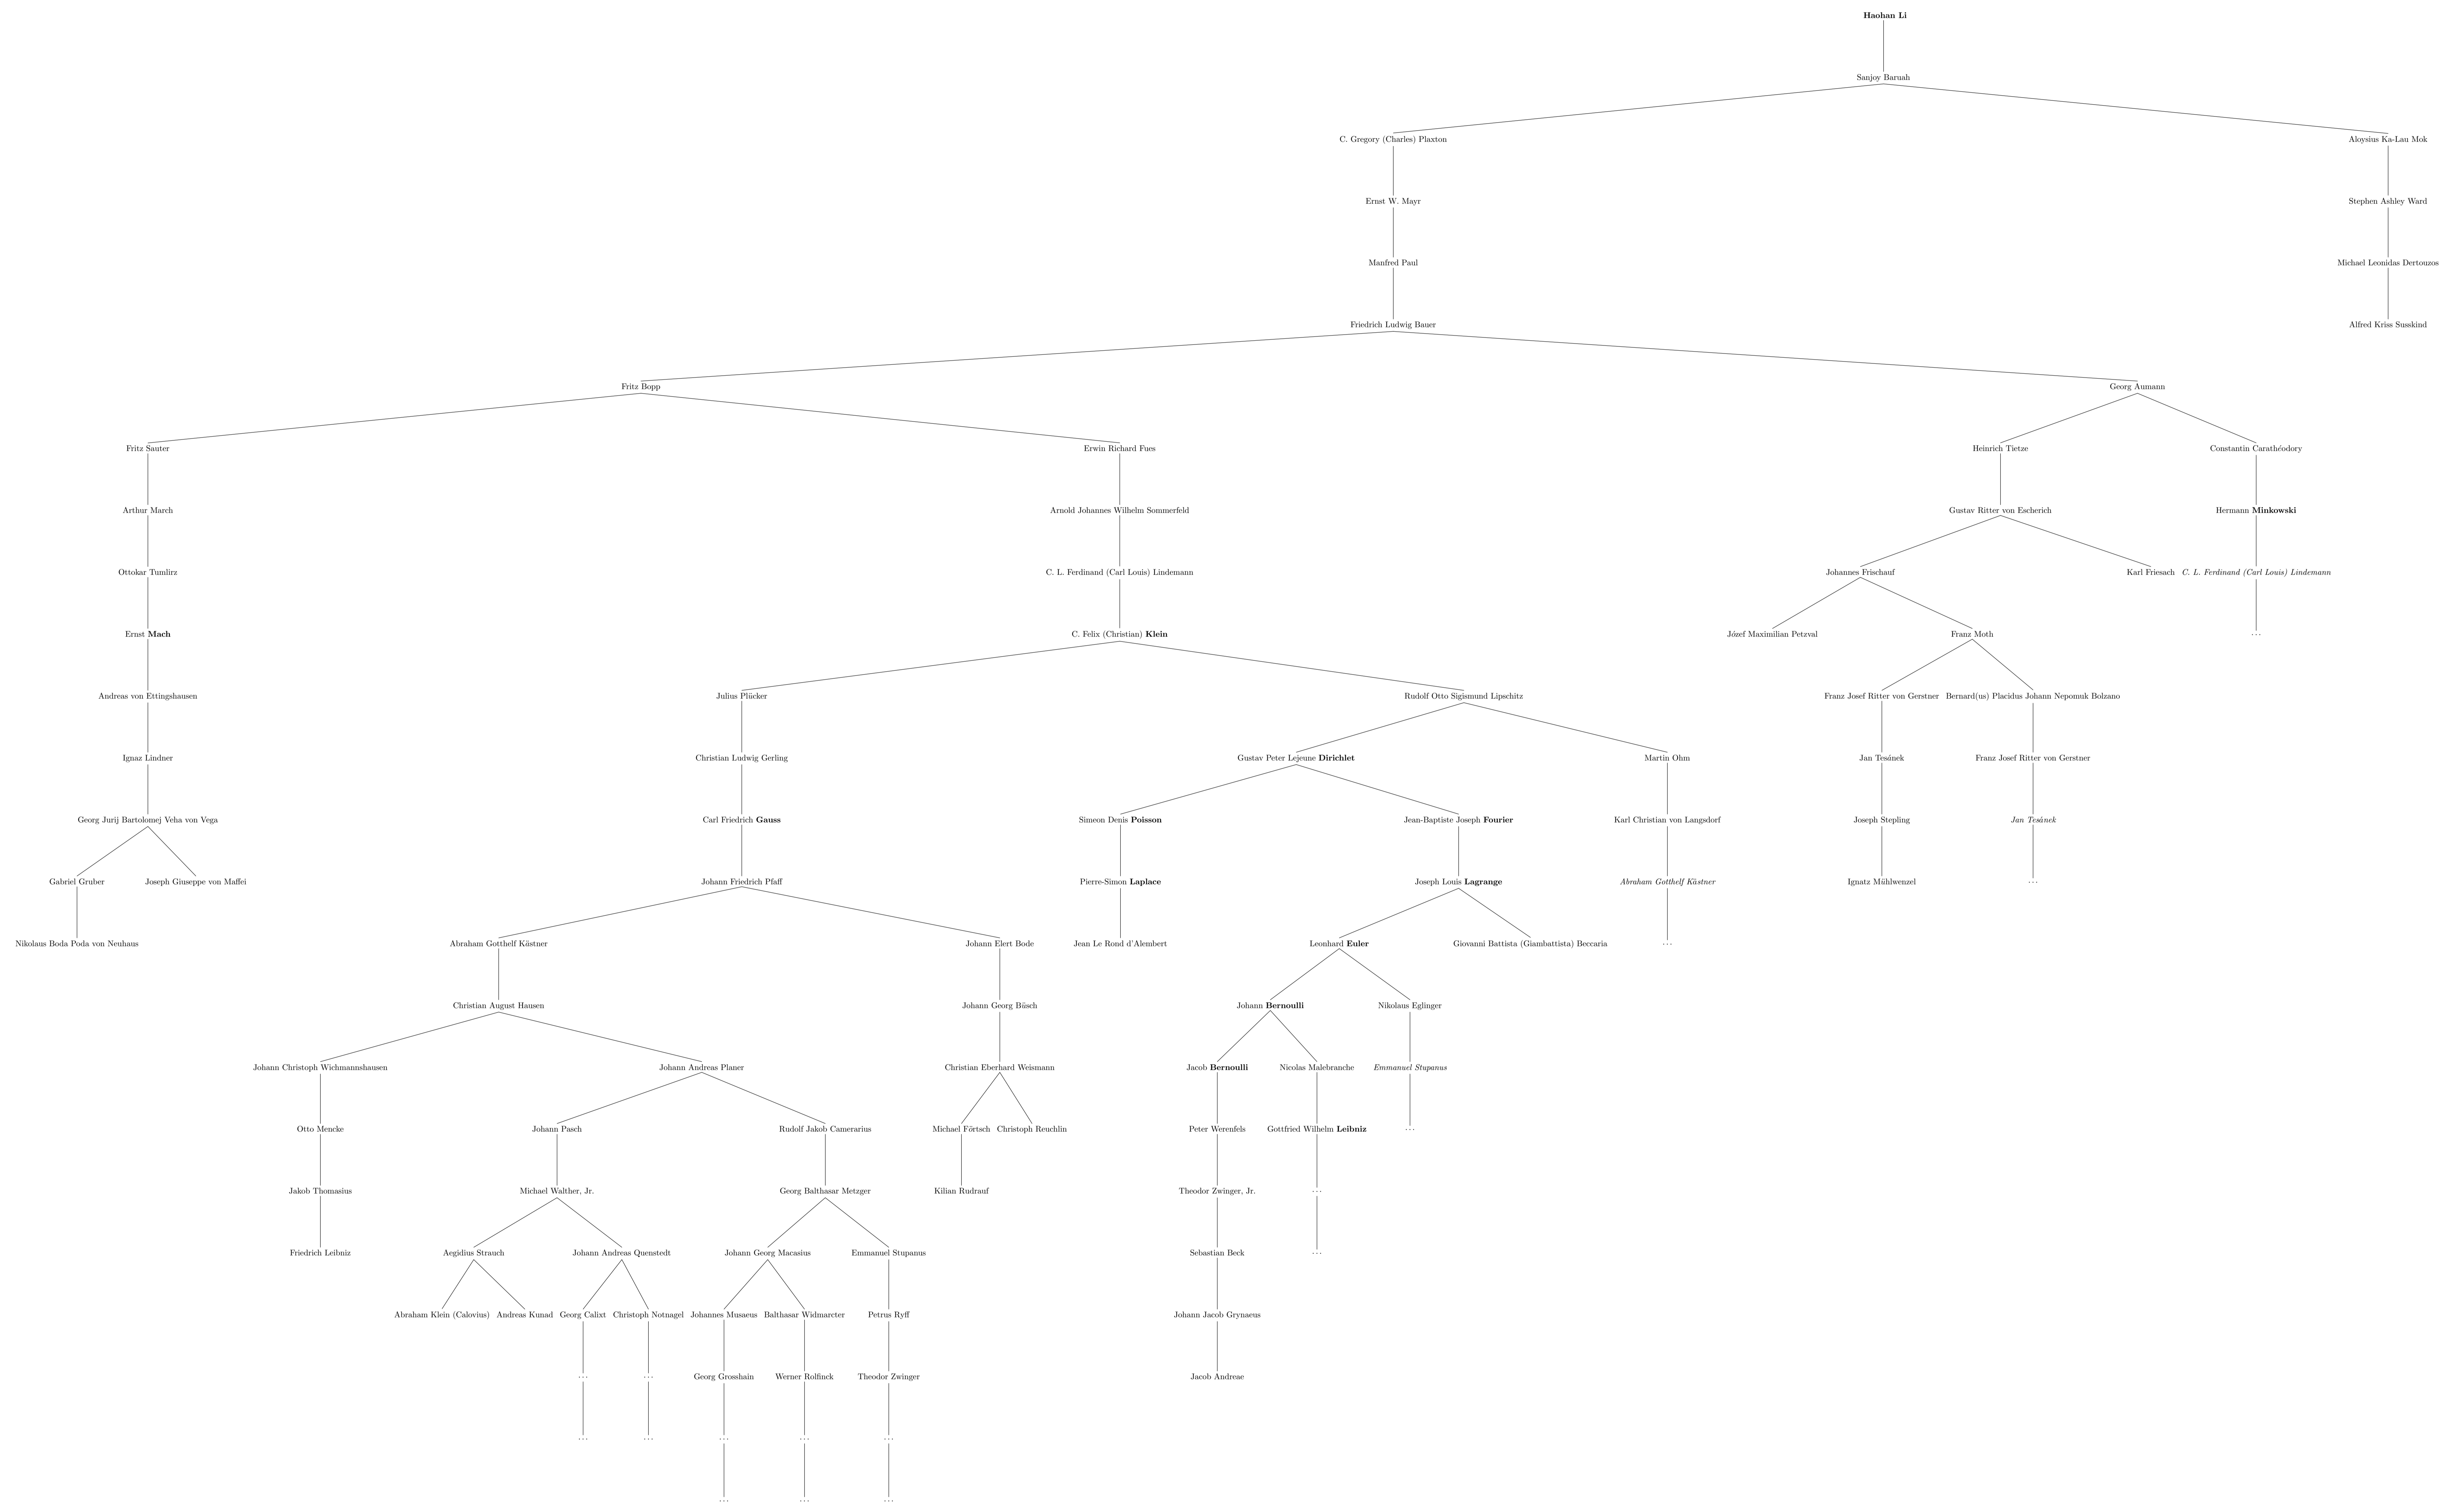 Haohan Li
Sanjoy Baruah
C. Gregory (Charles) Plaxton
Aloysius Ka-Lau Mok
Ernst W. Mayr
Stephen Ashley Ward
Manfred Paul
Michael Leonidas Dertouzos
Friedrich Ludwig Bauer
Alfred Kriss Susskind
Fritz Bopp
Georg Aumann
Fritz Sauter
Erwin Richard Fues
Heinrich Tietze
Constantin Carathéodory
Arthur March
Arnold Johannes Wilhelm Sommerfeld
Gustav Ritter von Escherich
Hermann Minkowski
Ottokar Tumlirz
C. L. Ferdinand (Carl Louis) Lindemann
Johannes Frischauf
Karl Friesach
C. L. Ferdinand (Carl Louis) Lindemann
Ernst Mach
C. Felix (Christian) Klein
Józef Maximilian Petzval
Franz Moth
...
Andreas von Ettingshausen
Julius Plücker
Rudolf Otto Sigismund Lipschitz
Franz Josef Ritter von Gerstner
Bernard(us) Placidus Johann Nepomuk Bolzano
Ignaz Lindner
Christian Ludwig Gerling
Gustav Peter Lejeune Dirichlet
Martin Ohm
Jan Tesánek
Franz Josef Ritter von Gerstner
Georg Jurij Bartolomej Veha von Vega
Carl Friedrich Gauss
Simeon Denis Poisson
Jean-Baptiste Joseph Fourier
Karl Christian von Langsdorf
Joseph Stepling
Jan Tesánek
Gabriel Gruber
Joseph Giuseppe von Maffei
Johann Friedrich Pfaff
Pierre-Simon Laplace
Joseph Louis Lagrange
Abraham Gotthelf Kästner
Ignatz Mühlwenzel
...
Nikolaus Boda Poda von Neuhaus
Abraham Gotthelf Kästner
Johann Elert Bode
Jean Le Rond d'Alembert
Leonhard Euler
Giovanni Battista (Giambattista) Beccaria
...
Christian August Hausen
Johann Georg Büsch
Johann Bernoulli
Nikolaus Eglinger
Johann Christoph Wichmannshausen
Johann Andreas Planer
Christian Eberhard Weismann
Jacob Bernoulli
Nicolas Malebranche
Emmanuel Stupanus
Otto Mencke
Johann Pasch
Rudolf Jakob Camerarius
Michael Förtsch
Christoph Reuchlin
Peter Werenfels
Gottfried Wilhelm Leibniz
...
Jakob Thomasius
Michael Walther, Jr.
Georg Balthasar Metzger
Kilian Rudrauf
Theodor Zwinger, Jr.
...
Friedrich Leibniz
Aegidius Strauch
Johann Andreas Quenstedt
Johann Georg Macasius
Emmanuel Stupanus
Sebastian Beck
...
Abraham Klein (Calovius)
Andreas Kunad
Georg Calixt
Christoph Notnagel
Johannes Musaeus
Balthasar Widmarcter
Petrus Ryff
Johann Jacob Grynaeus
...
...
Georg Grosshain
Werner Rolfinck
Theodor Zwinger
Jacob Andreae
...
...
...
...
...
...
...
...